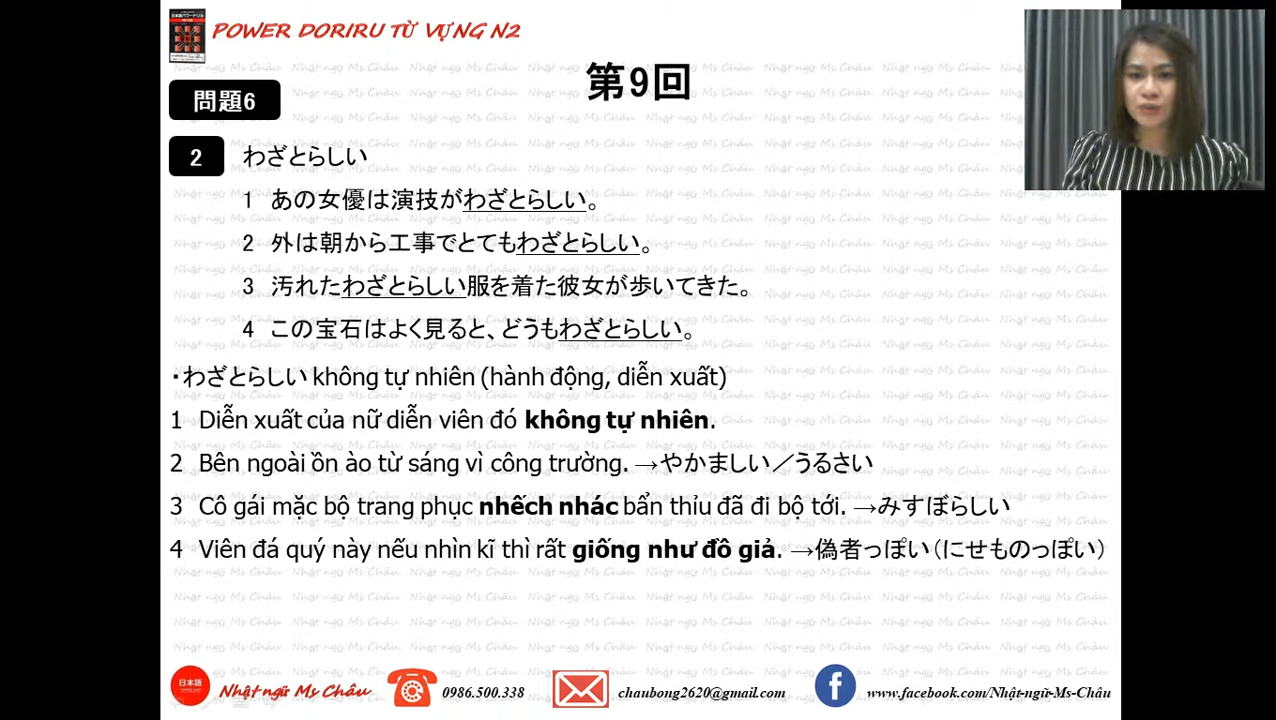 POWER DORIRU TỪ VỰNG N2
第9回
問題6
2 わざとらしい
1 あの女優は演技がわざとらしい。
2 外は朝から工事でとてもわざとらしい。
3 汚れたわざとらしい服を着た彼女が歩いてきた。
4 この宝石はよく見ると、どうもわざとらしい。
・わざとらしい không tự nhiên (hành động, diễn xuất)
1 Diễn xuất của nữ diễn viên đó không tự nhiên.
2 Bên ngoài ồn ào từ sáng vì công trường. →やかましい／うるさい
3 Cô gái mặc bộ trang phục nhếch nhác bẩn thỉu đã đi bộ tới. →みすぼらしい
4 Viên đá quý này nếu nhìn kĩ thì rất giống như đồ giả. →偽者っぽい（にせものっぽい）
日本語 Nhật ngữ Ms Châu 0986.500.338 chaubong2620@gmail.com www.facebook.com/Nhật-ngữ-Ms-Châu